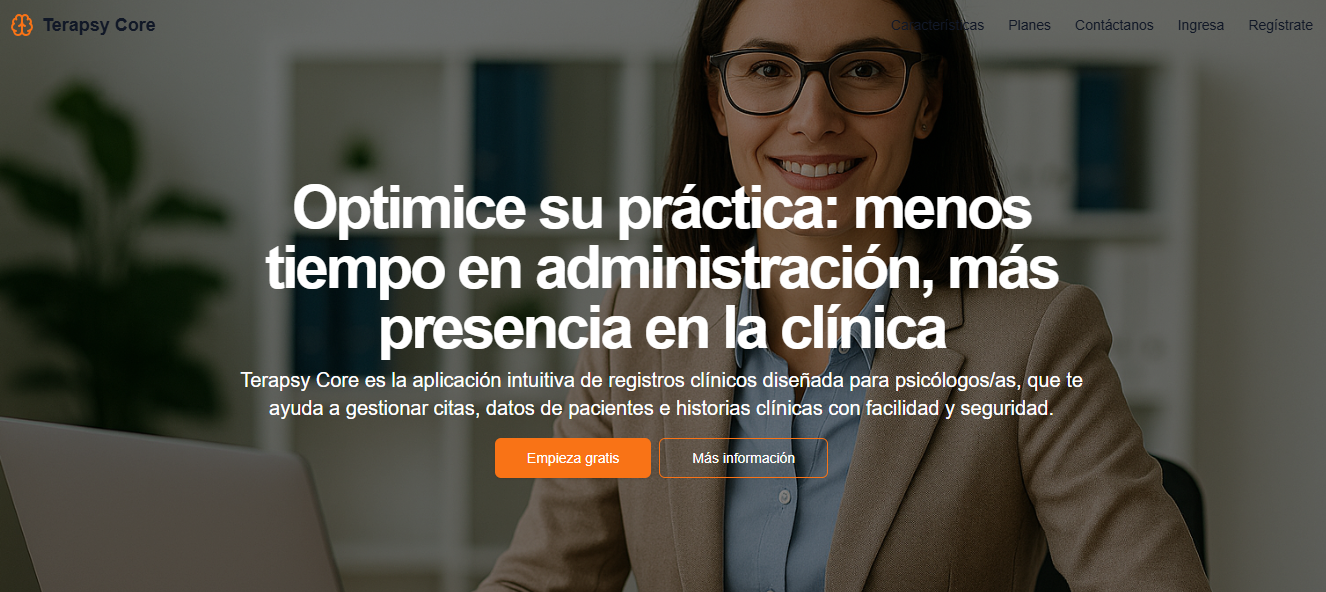 Terapsy Core
Características Planes Contáctanos Ingresa Regístrate
Optimice su práctica: menos
tiempo en administración, más
presencia en la clínica
Terapsy Core es la aplicación intuitiva de registros clínicos diseñada para psicólogos/as, que te
ayuda a gestionar citas, datos de pacientes e historias clínicas con facilidad y seguridad.
Empieza gratis Más información